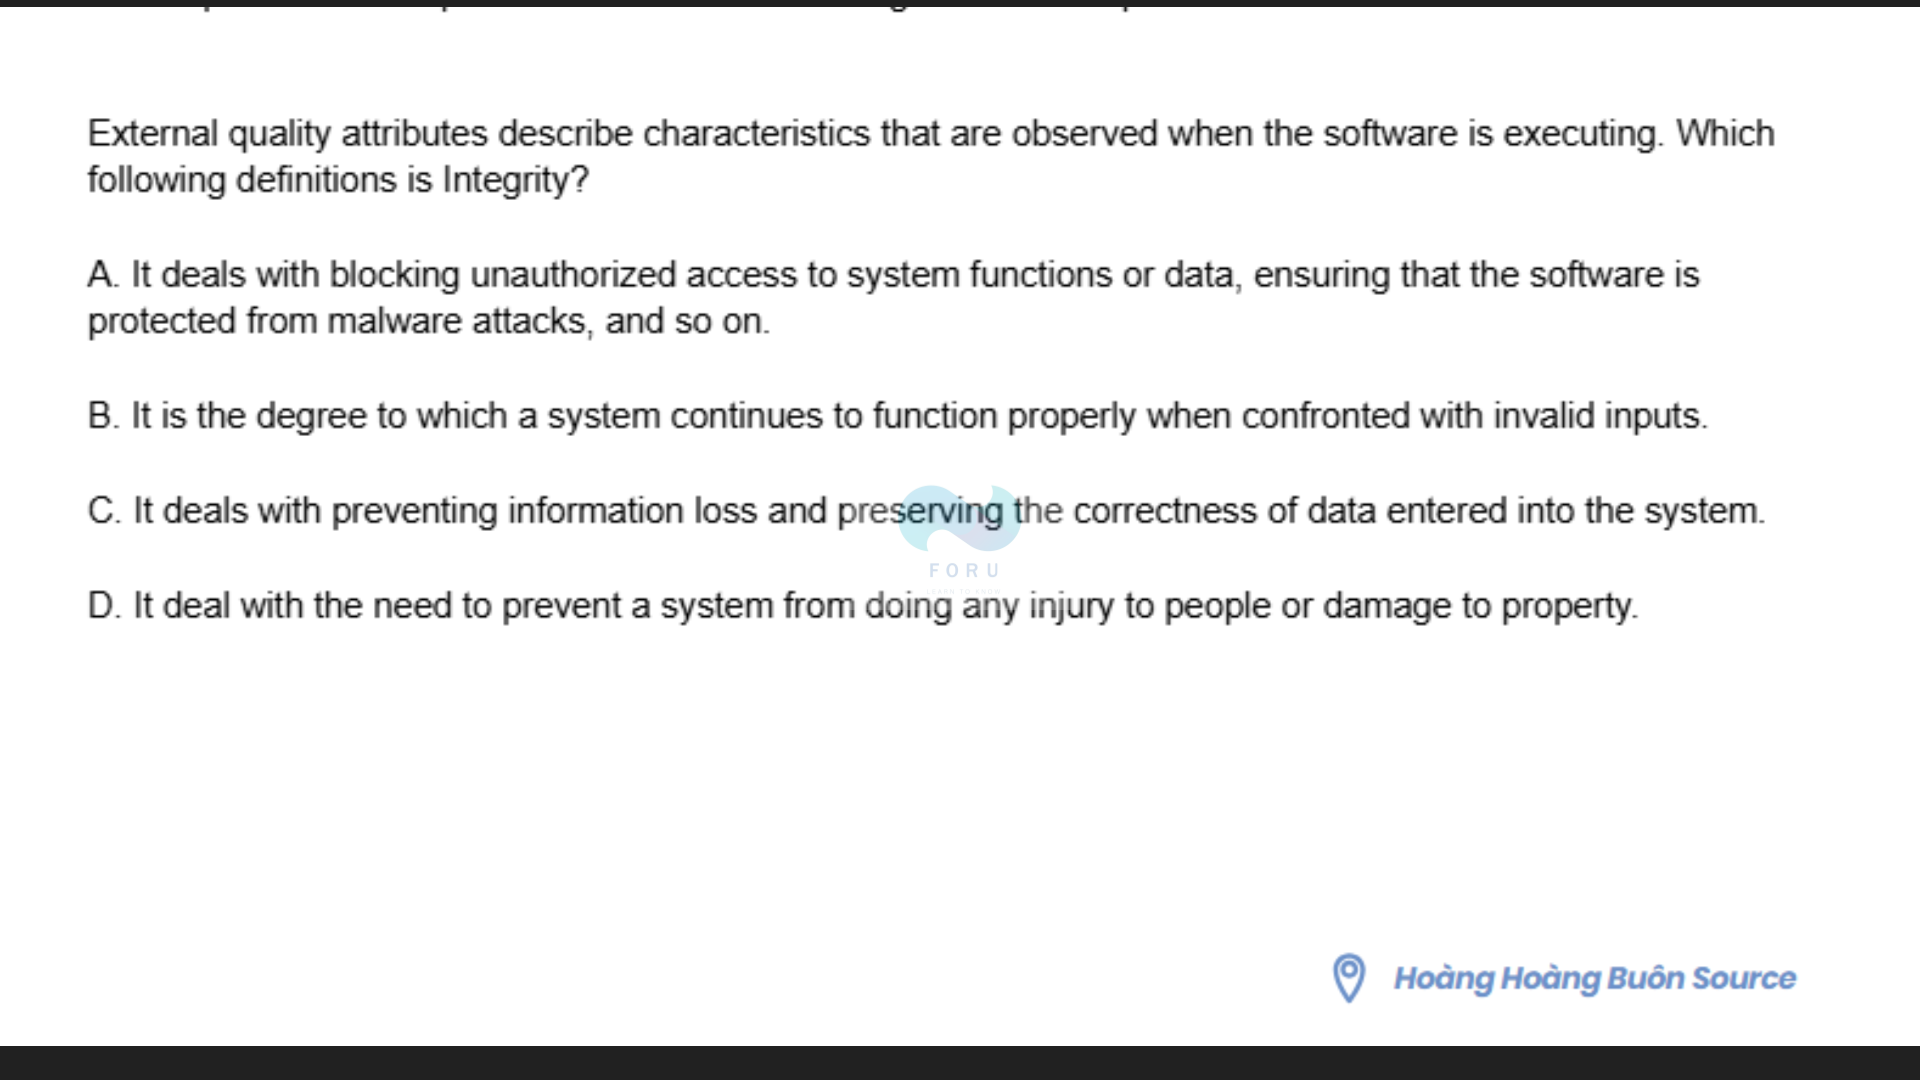 External quality attributes describe characteristics that are observed when the software is executing. Which
following definitions is Integrity?
A. It deals with blocking unauthorized access to system functions or data, ensuring that the software is
protected from malware attacks, and so on.
B. It is the degree to which a system continues to function properly when confronted with invalid inputs.
C. It deals with preventing information loss and preserving the correctness of data entered into the system.
FORU
D. It deal with the need to prevent a system from doing any injury to people or damage to property.
Hoàng Hoàng Buôn Source